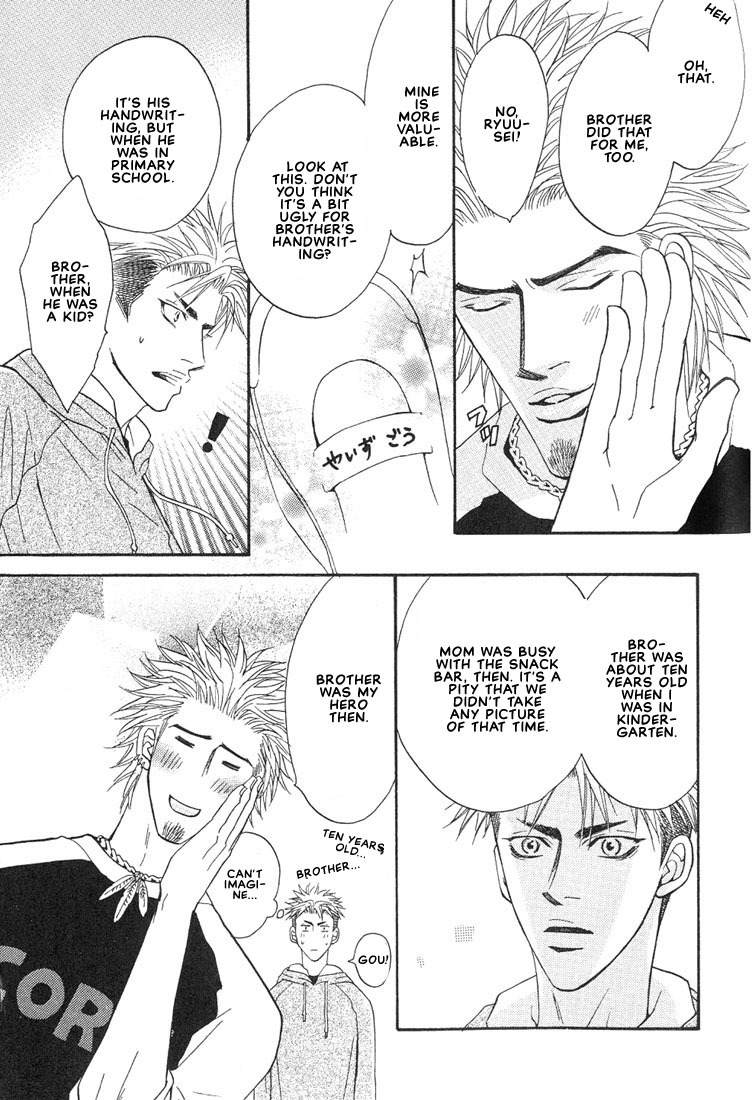 HEH
OH,
THAT.
BROTHER
DID THAT
FOR ME,
TOO.
NO,
RYUU-
SEI!
フッ
MINE
IS
MORE
VALU-
ABLE.
LOOK AT
THIS. DON'T
YOU THINK
IT'S A BIT
UGLY FOR
BROTHER'S
HANDWRIT-
ING?
やいず ごう
IT'S HIS
HANDWRIT-
ING, BUT
WHEN HE
WAS IN
PRIMARY
SCHOOL.
BRO-
THER,
WHEN
HE WAS
A KID?
!
BRO-
THER WAS
ABOUT TEN
YEARS OLD
WHEN I
WAS IN
KINDER-
GARTEN.
MOM WAS BUSY
WITH THE SNACK
BAR, THEN. IT'S A
PITY THAT WE
DIDN'T TAKE
ANY PICTURE
OF THAT TIME.
BROTHER
WAS MY
HERO
THEN.
TEN YEARS
OLD...
BROTHER...
CAN'T
IMAGI-
NE...
GOU!
CORT